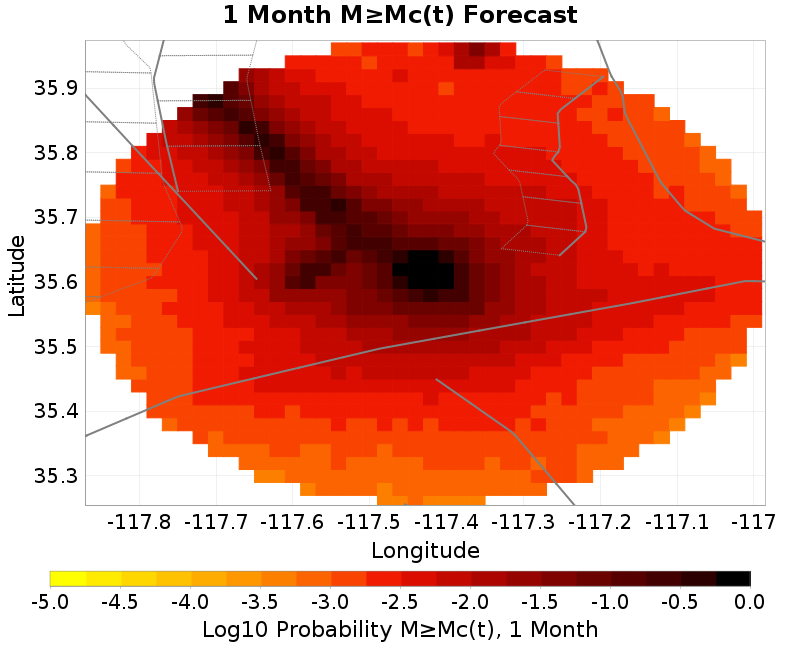 1 Month M≥Mc(t) Forecast
35.9
35.8
35.7
35.6
35.5
35.4
35.3
Latitude
-117.8 -117.7 -117.6 -117.5 -117.4 -117.3 -117.2 -117.1 -117
Longitude
-5.0 -4.5 -4.0 -3.5 -3.0 -2.5 -2.0 -1.5 -1.0 -0.5 0.0
Log10 Probability M≥Mc(t), 1 Month